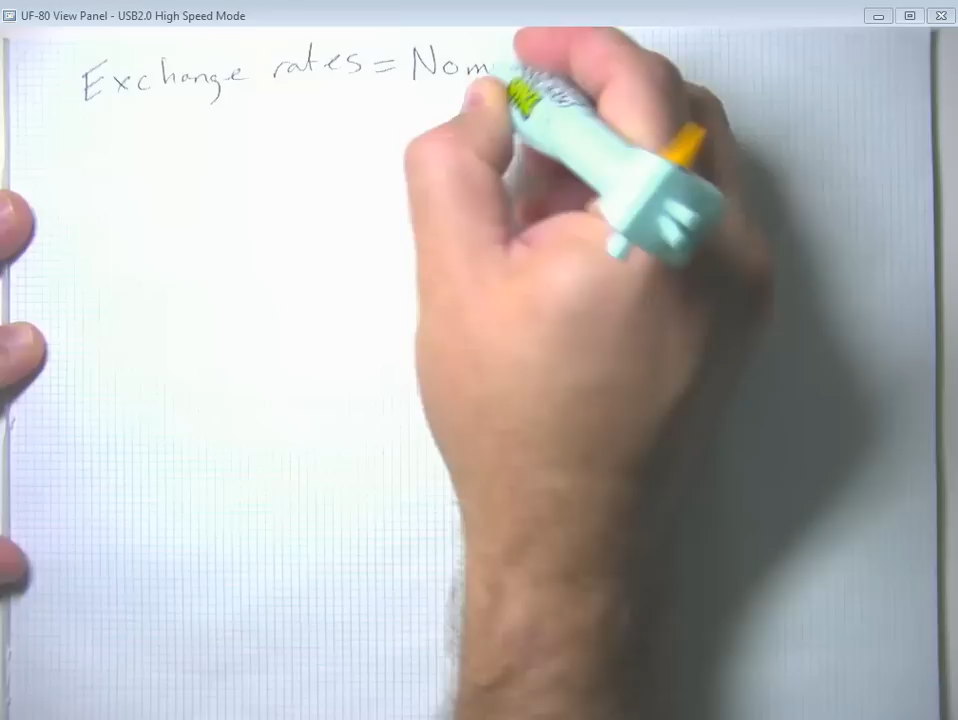 UF-80 View Panel - USB2.0 High Speed Mode
Exchange rates = Nom